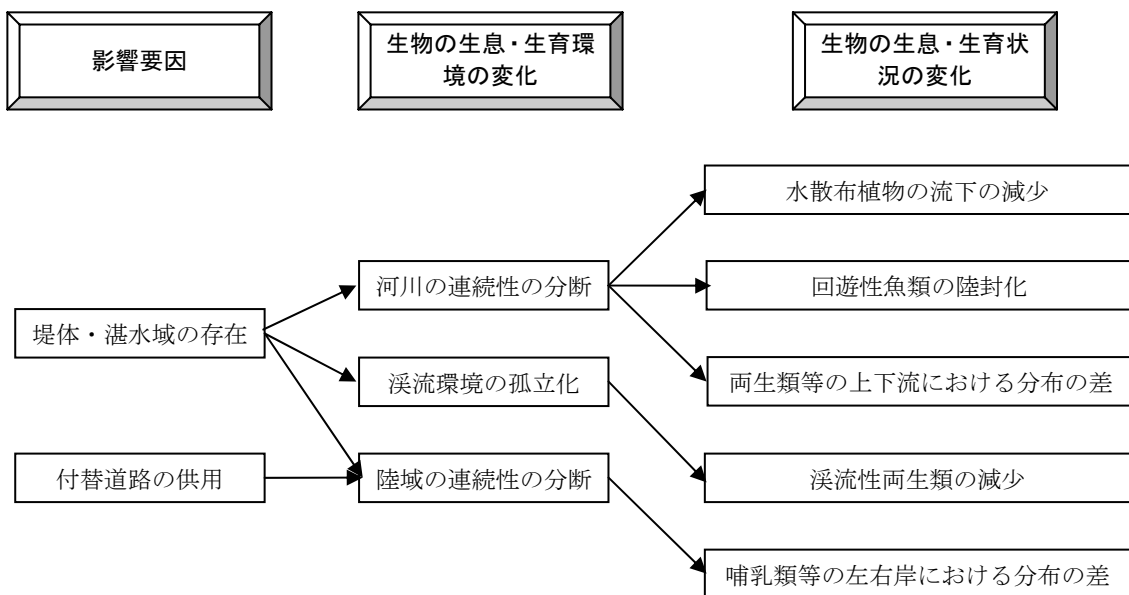 影響要因
生物の生息・生育環
境の変化
生物の生息・生育状
況の変化
水散布植物の流下の減少
河川の連続性の分断
回遊性魚類の陸封化
堤体・湛水域の存在
渓流環境の孤立化
両生類等の上下流における分布の差
付替道路の供用
陸域の連続性の分断
渓流性両生類の減少
哺乳類等の左右岸における分布の差